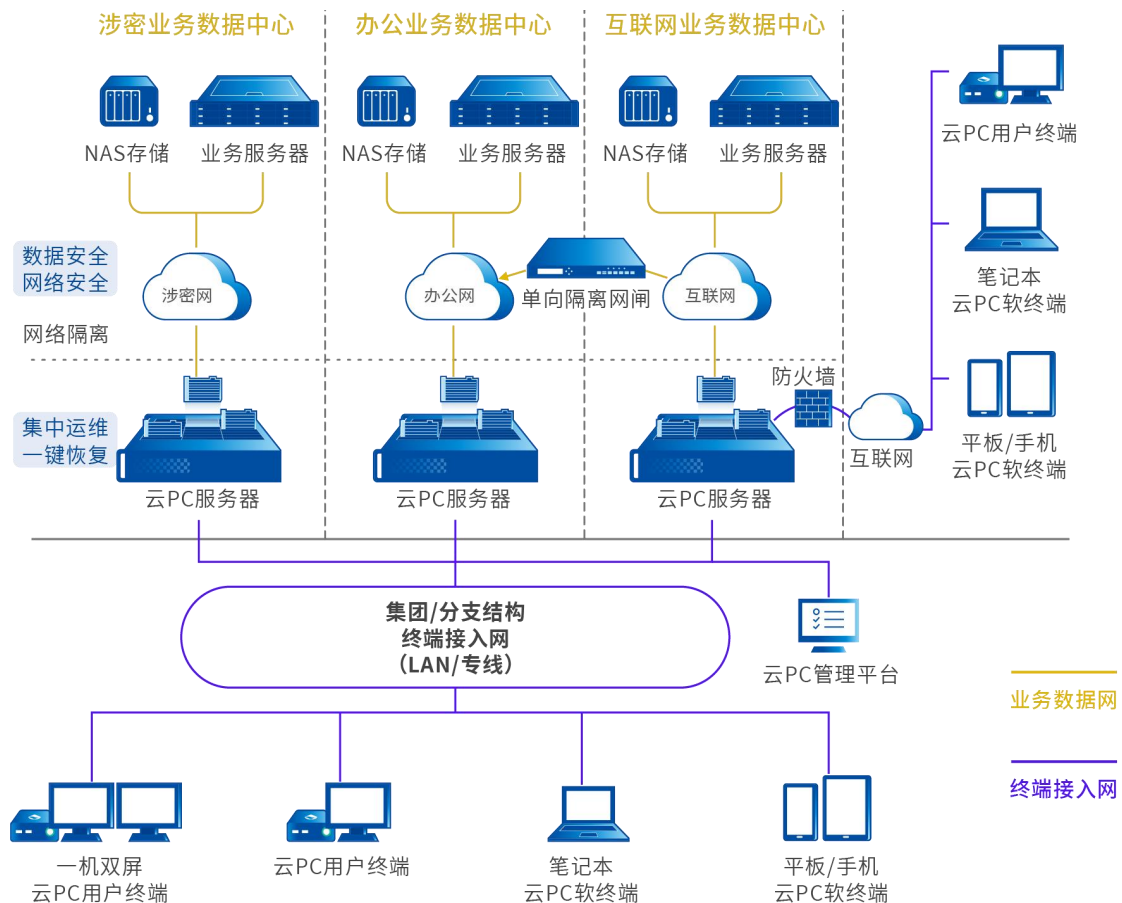 涉密业务数据中心
办公业务数据中心
互联网业务数据中心
NAS存储
业务服务器
NAS存储
业务服务器
NAS存储
业务服务器
云PC用户终端
数据安全
网络安全
涉密网
办公网
单向隔离网闸
互联网
笔记本
云PC软终端
网络隔离
防火墙
集中运维
一键恢复
互联网
平板/手机
云PC软终端
云PC服务器
云PC服务器
云PC服务器
集团/分支结构
终端接入网
（LAN/专线）
云PC管理平台
业务数据网
终端接入网
一机双屏
云PC用户终端
云PC用户终端
笔记本
云PC软终端
平板/手机
云PC软终端